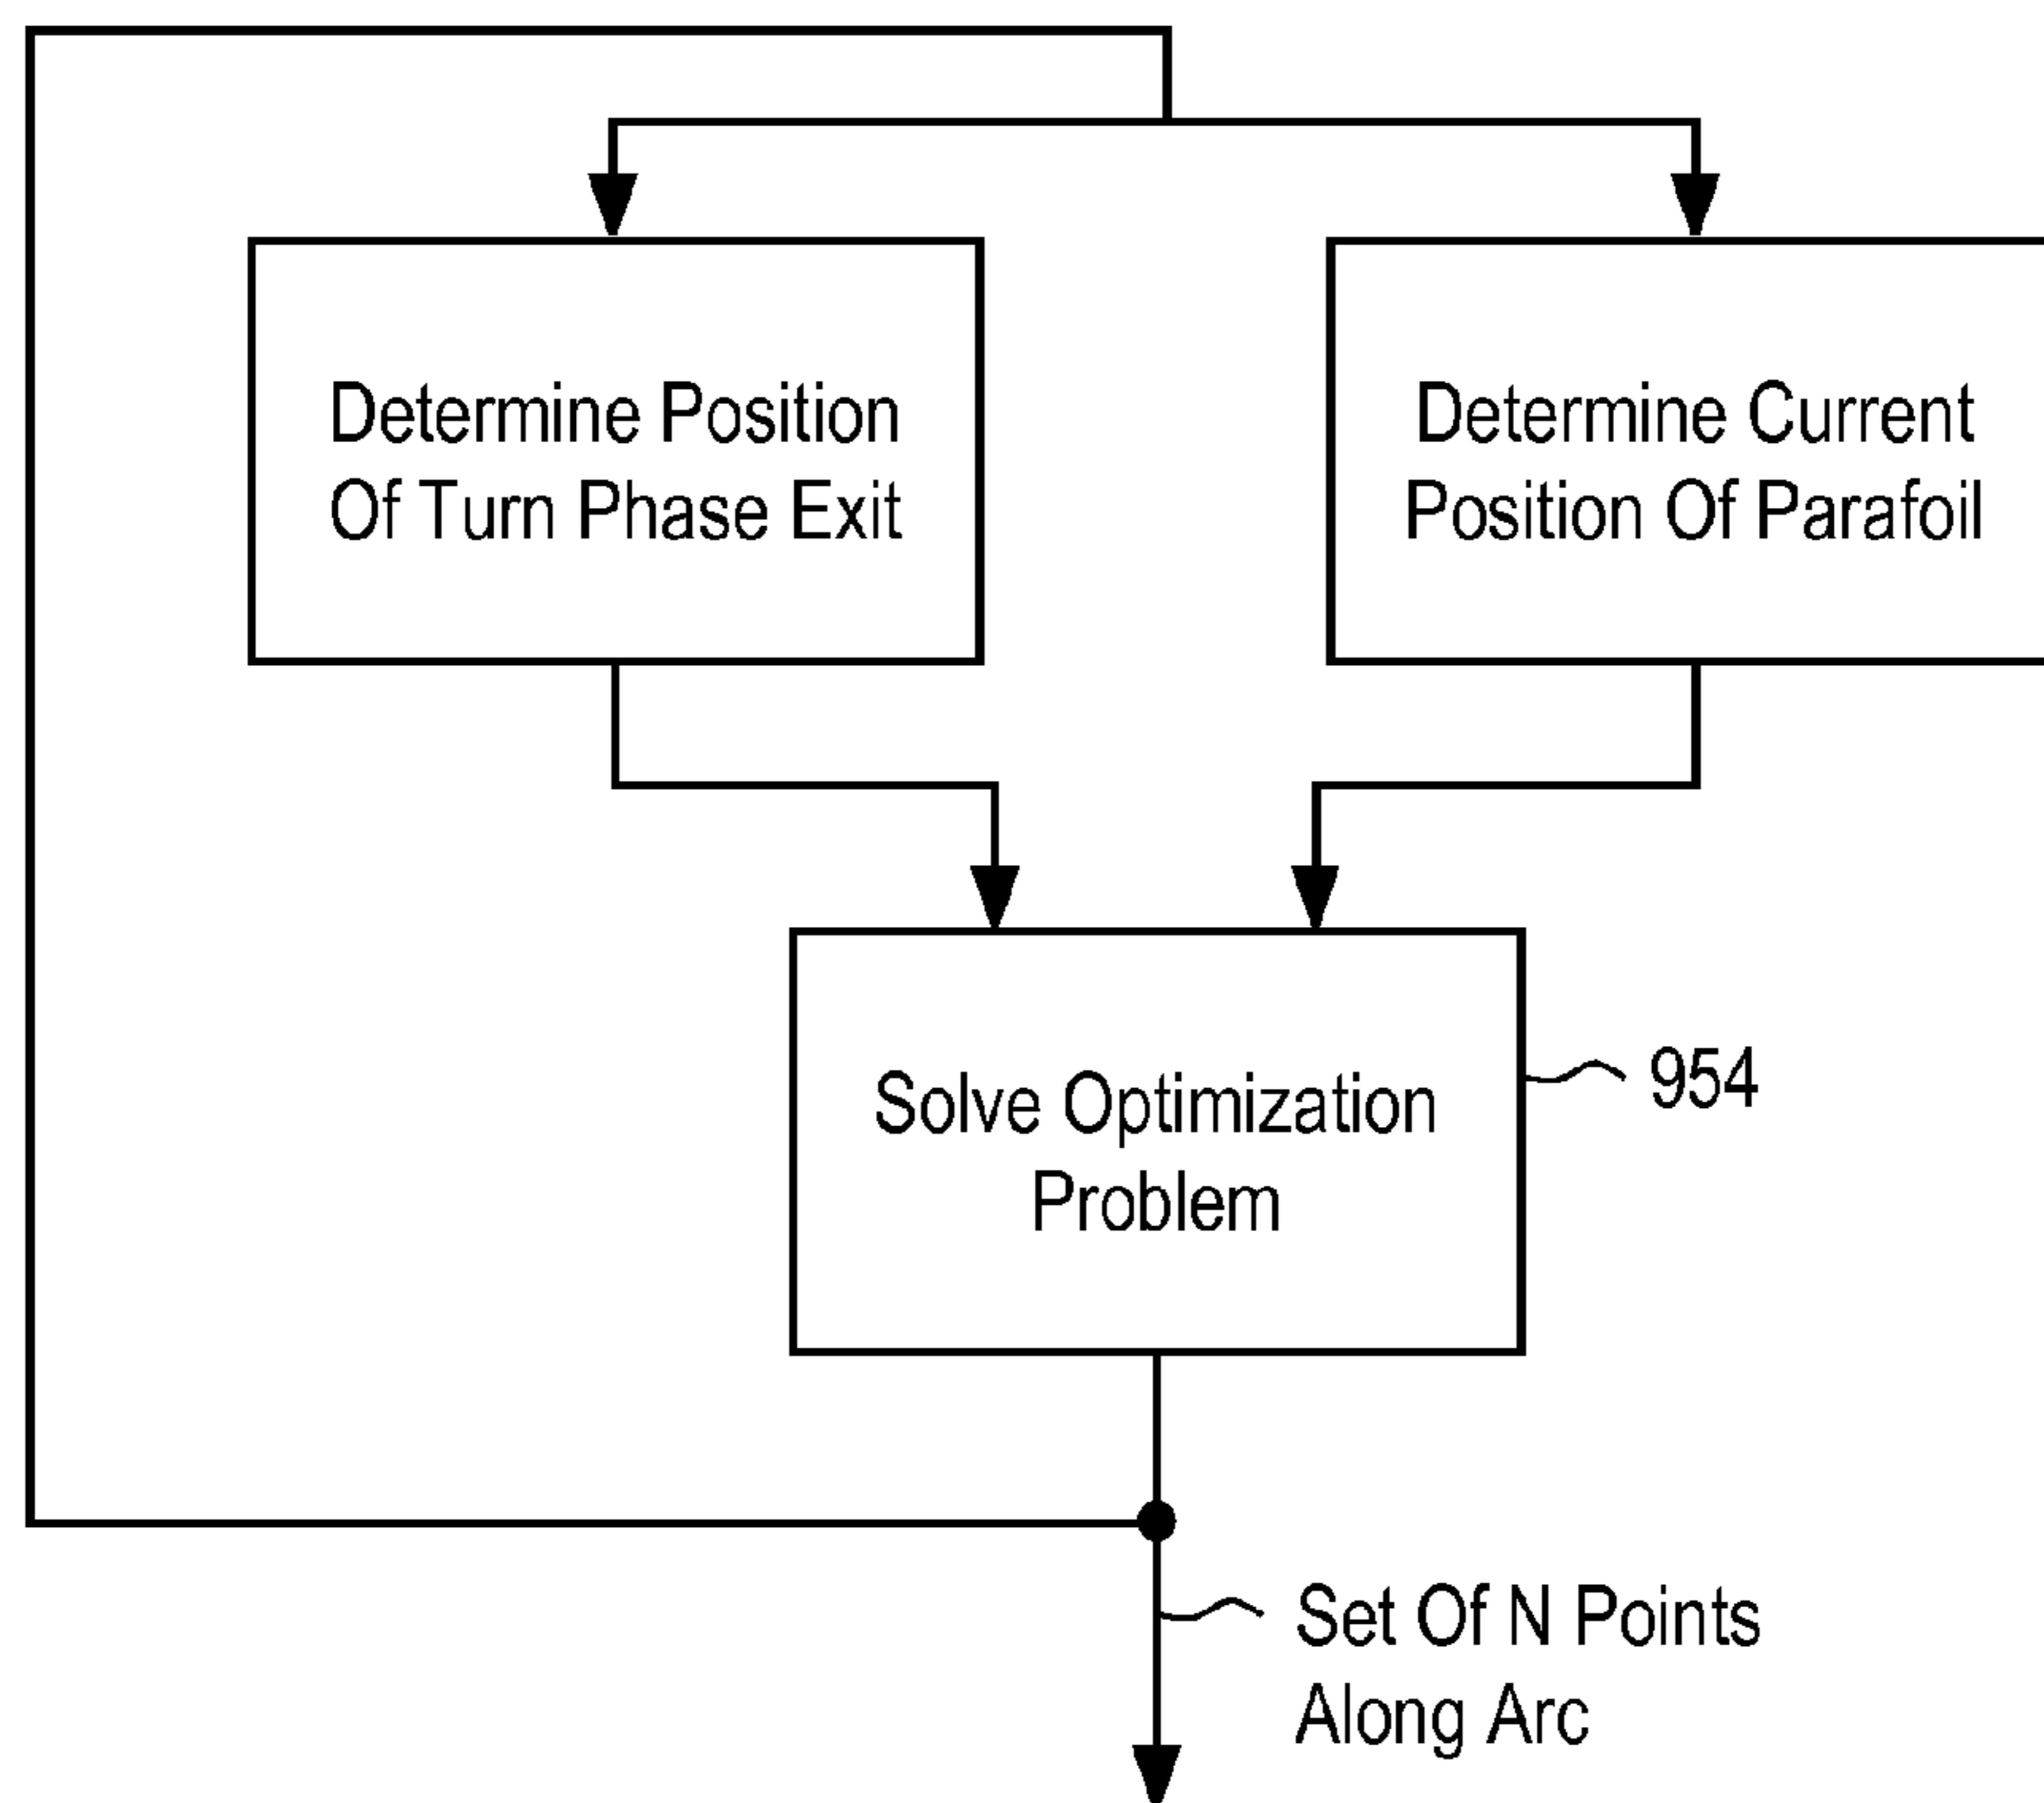 Determine Position
Of Turn Phase Exit
Determine Current
Position Of Parafoil
Solve Optimization
Problem
954
Set Of N Points
Along Arc